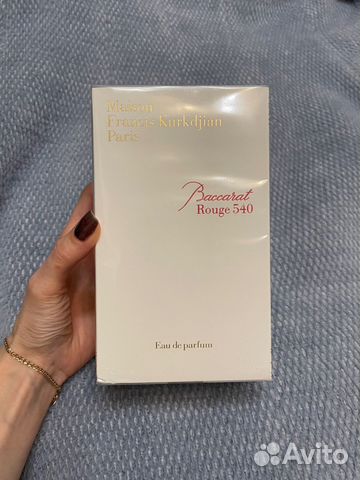 Maison
Francis Kurkdjian
Paris
Baccarat
Rouge 540
Eau de parfum
Avito